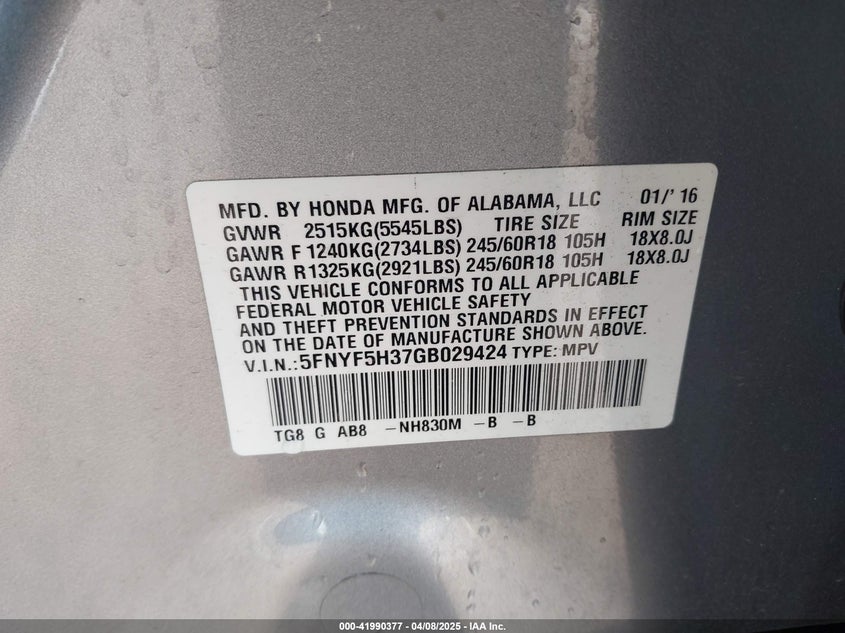 MFD. BY HONDA MFG. OF ALABAMA, LLC 01/' 16
GVWR 2515KG(5545LBS) TIRE SIZE RIM SIZE
GAWR F 1240KG(2734LBS) 245/60R18 105H 18X8.0J
GAWR R1325KG(2921LBS) 245/60R18 105H 18X8.0J
THIS VEHICLE CONFORMS TO ALL APPLICABLE
FEDERAL MOTOR VEHICLE SAFETY
AND THEFT PREVENTION STANDARDS IN EFFECT
ON THE DATE OF MANUFACTURE SHOWN ABOVE.
V.I.N.: 5FNYF5H37GB029424 TYPE: MPV
TG8 G AB8 -NH830M -B -B
000-41990377 - 04/08/2025 - IAA Inc.